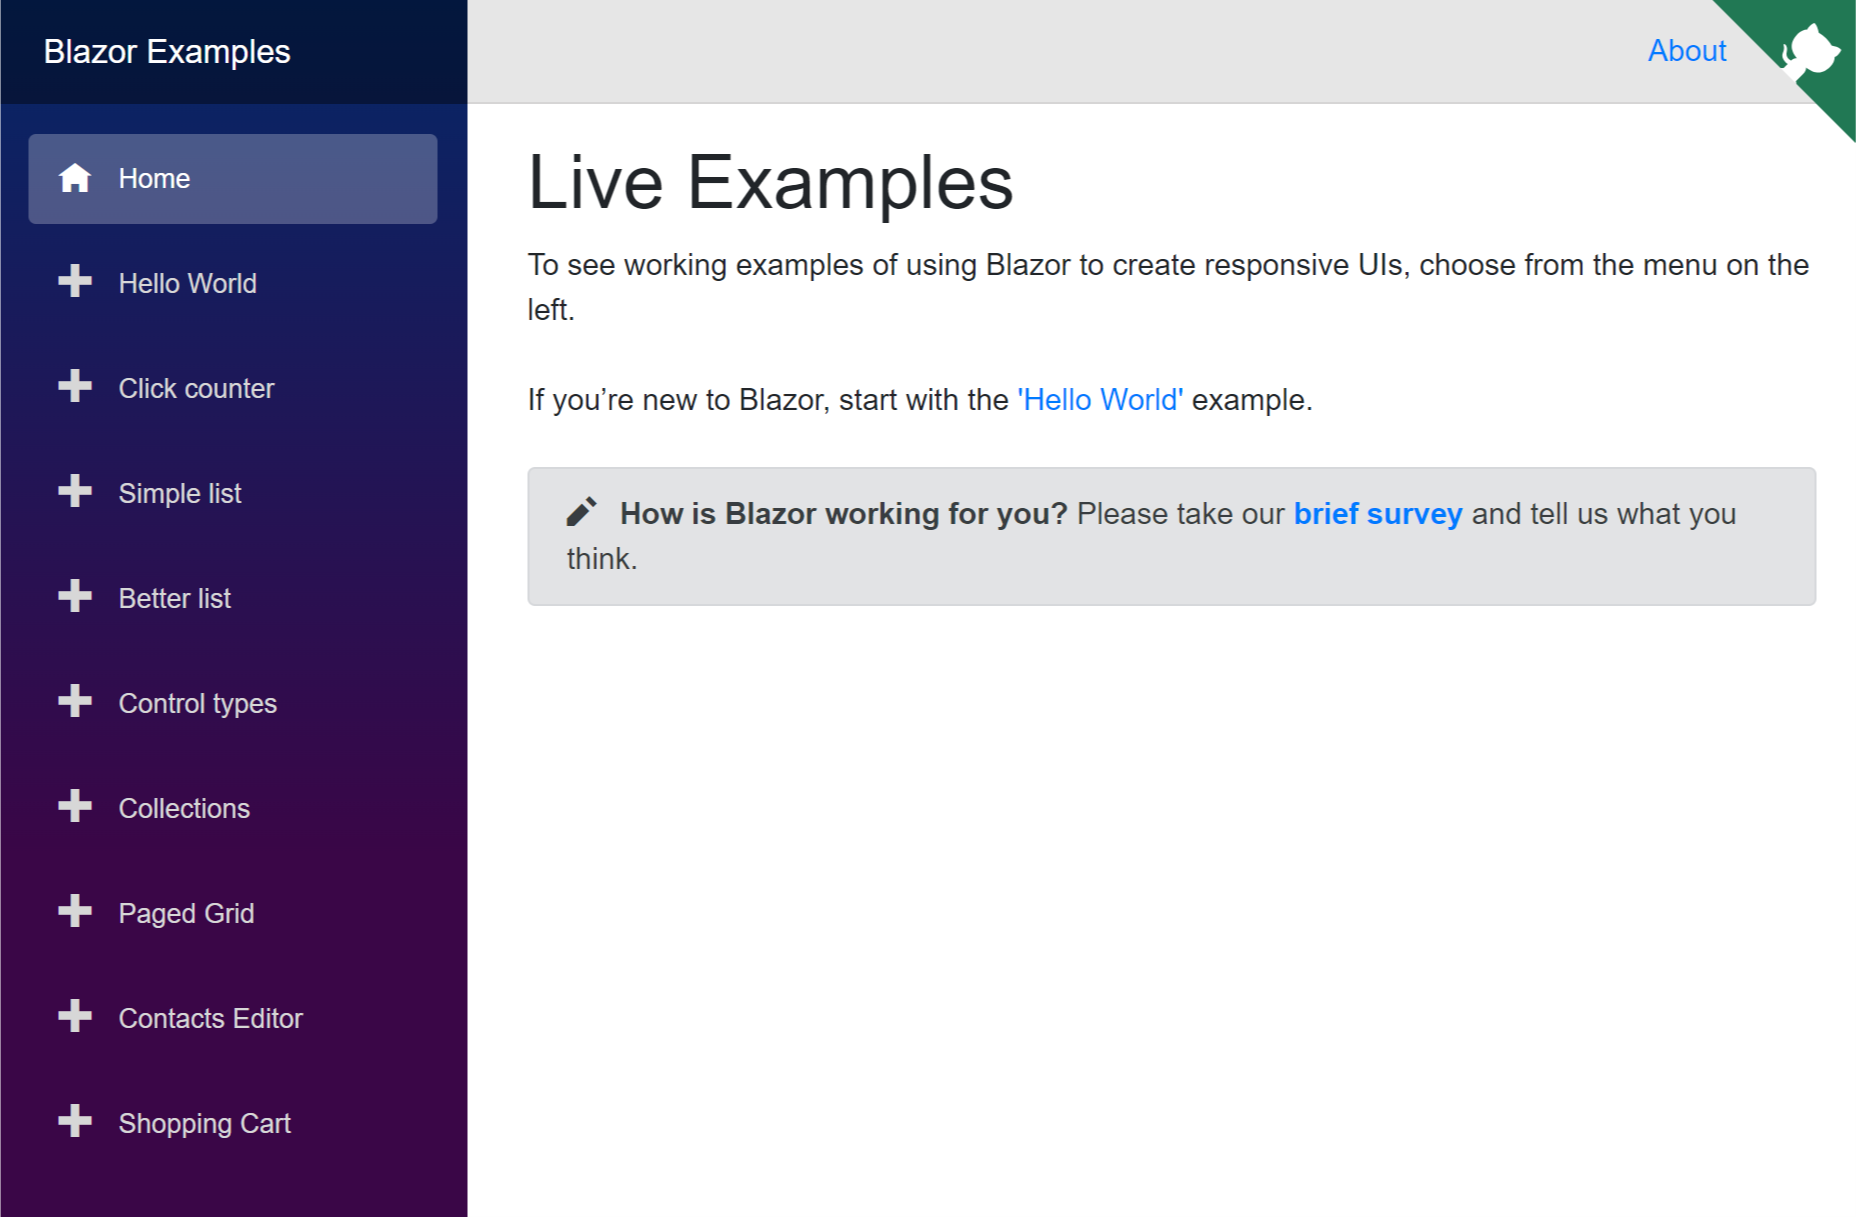 Blazor Examples
About
Home
Hello World
Click counter
Simple list
Better list
Control types
Collections
Paged Grid
Contacts Editor
Shopping Cart
Live Examples
To see working examples of using Blazor to create responsive UIs, choose from the menu on the
left.
If you’re new to Blazor, start with the 'Hello World' example.
How is Blazor working for you? Please take our brief survey and tell us what you
think.